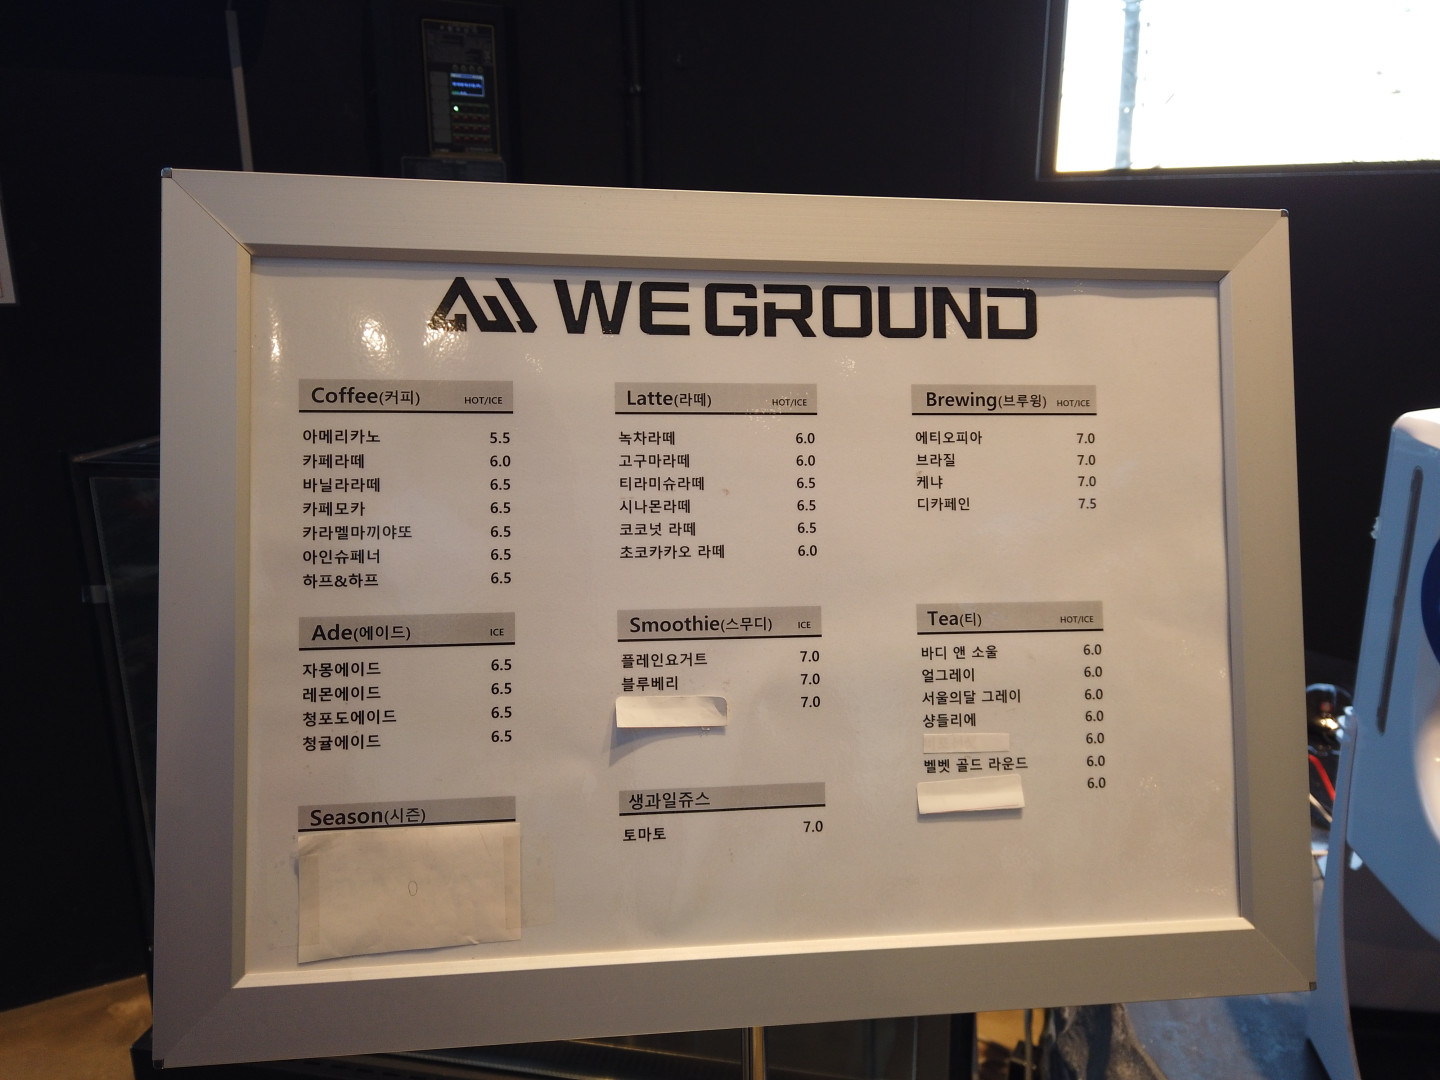 WEGROUND
Coffee(커피) HOT/ICE
아메리카노 5.5
카페라떼 6.0
바닐라라떼 6.5
카페모카 6.5
카라멜마끼야또 6.5
아인슈페너 6.5
하프&하프 6.5
Latte(라떼) HOT/ICE
녹차라떼 6.0
고구마라떼 6.0
티라미슈라떼 6.5
시나몬라떼 6.5
코코넛 라떼 6.5
초코카카오 라떼 6.0
Brewing(브루윙) HOT/ICE
에티오피아 7.0
브라질 7.0
케냐 7.0
디카페인 7.5
Ade(에이드) ICE
자몽에이드 6.5
레몬에이드 6.5
청포도에이드 6.5
청귤에이드 6.5
Smoothie(스무디) ICE
플레인요거트 7.0
블루베리 7.0
7.0
Tea(티) HOT/ICE
바디 앤 소울 6.0
얼그레이 6.0
서울의달 그레이 6.0
샹들리에 6.0
6.0
벨벳 골드 라운드 6.0
6.0
Season(시즌)
생과일쥬스
토마토 7.0